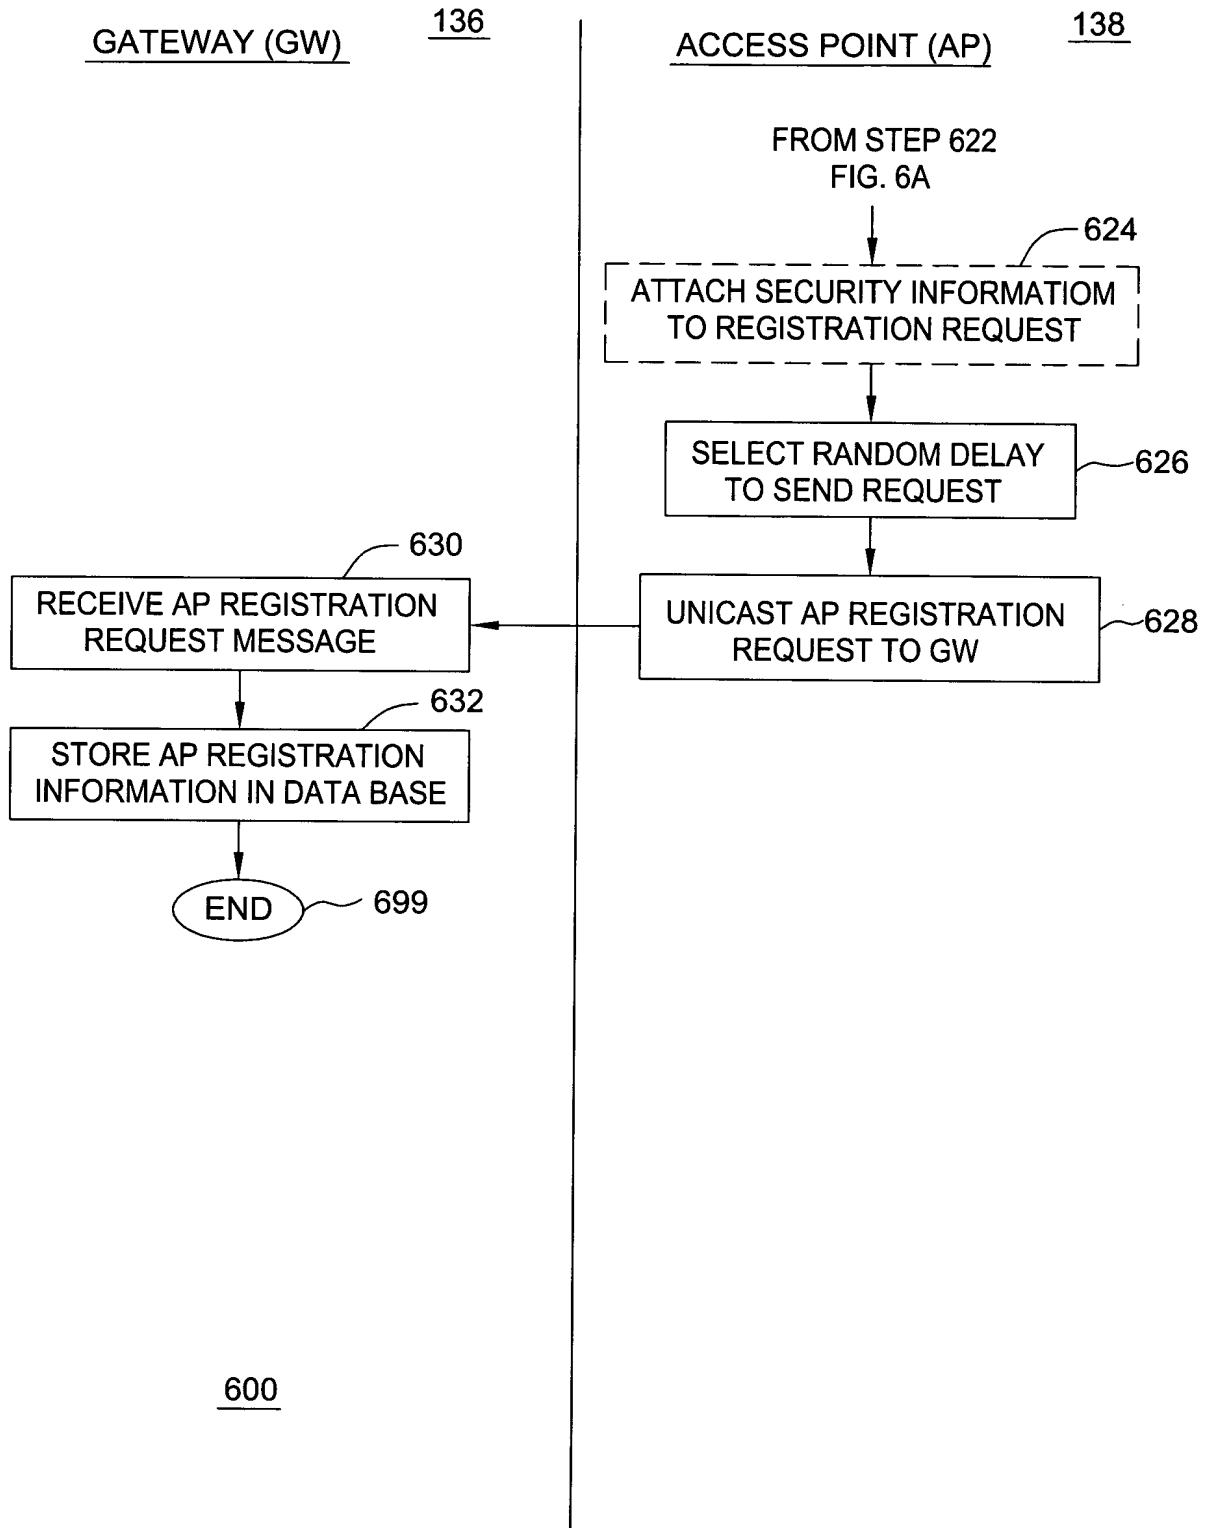 GATEWAY (GW)
136
ACCESS POINT (AP)
138
FROM STEP 622
FIG. 6A
624
ATTACH SECURITY INFORMATIOM
TO REGISTRATION REQUEST
SELECT RANDOM DELAY
TO SEND REQUEST
626
630
RECEIVE AP REGISTRATION
REQUEST MESSAGE
UNICAST AP REGISTRATION
REQUEST TO GW
628
632
STORE AP REGISTRATION
INFORMATION IN DATA BASE
END
699
600